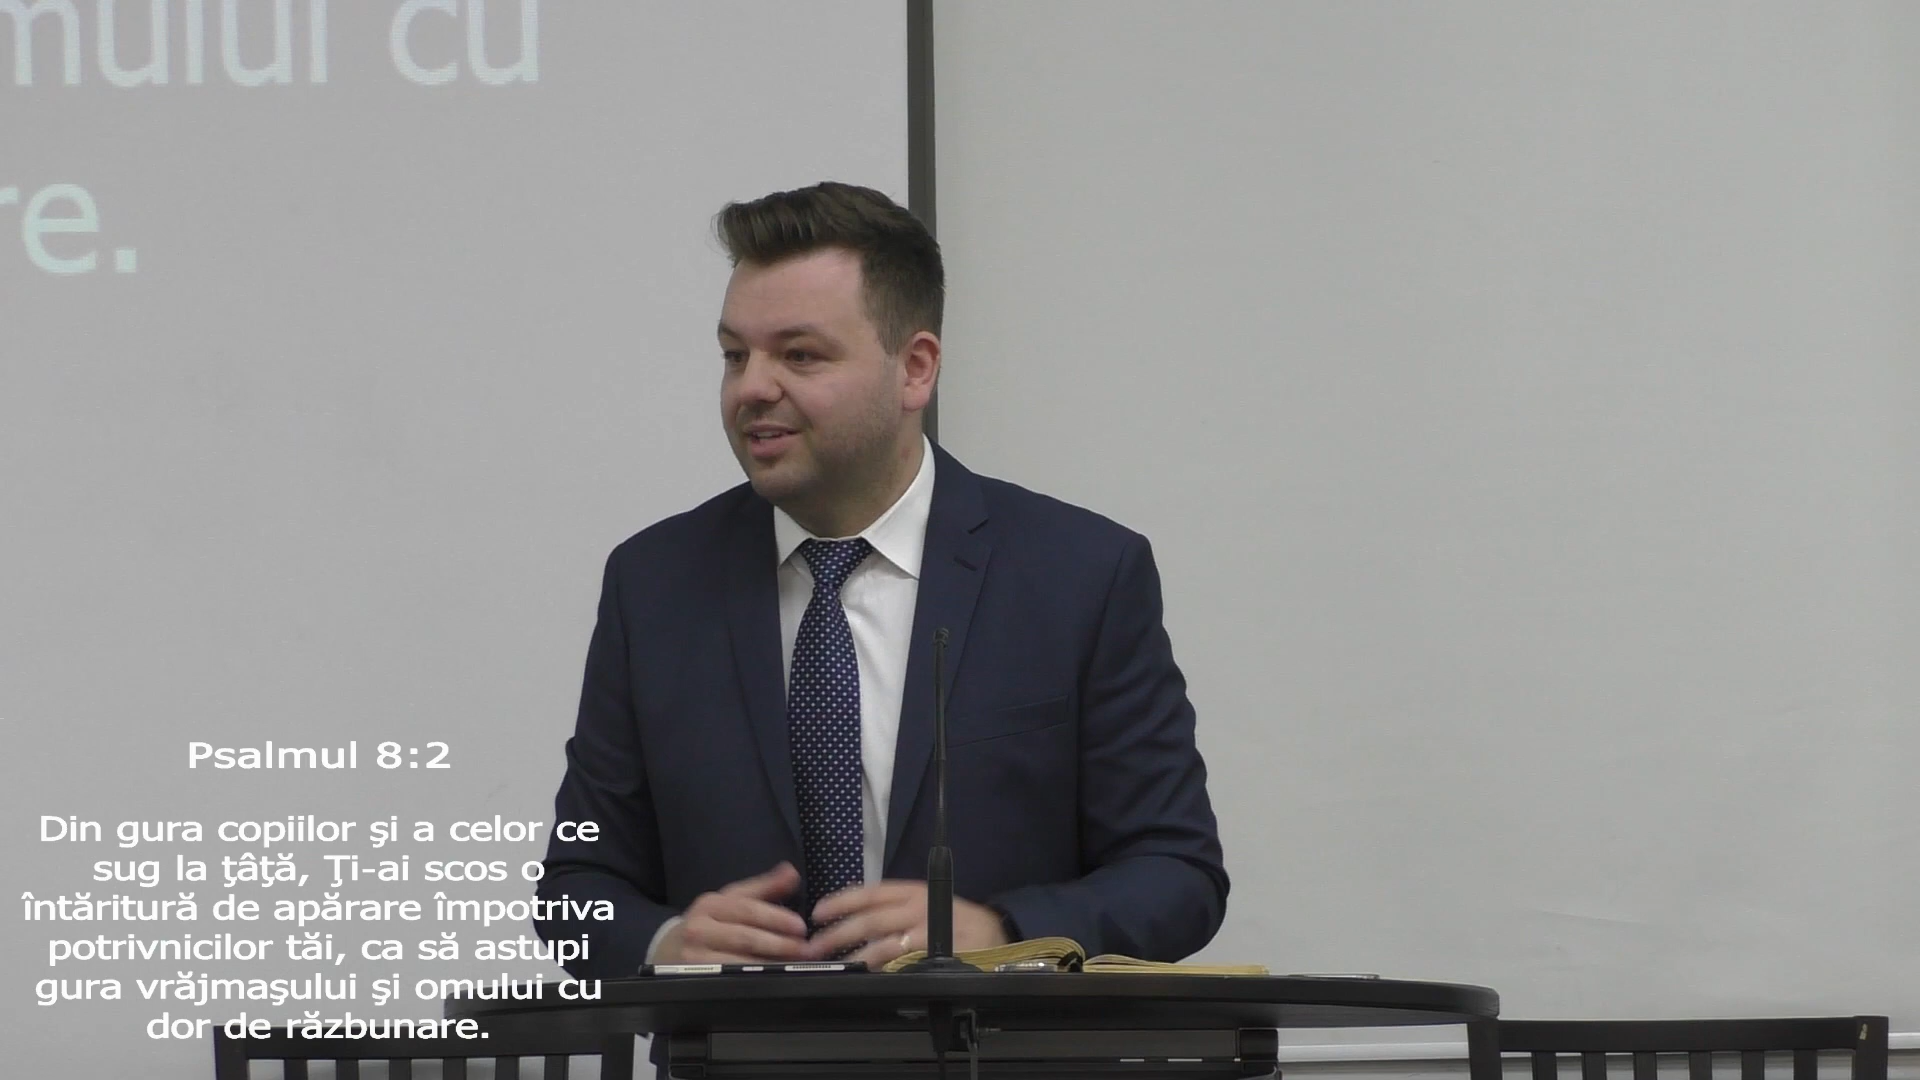 mului cu
re.
Psalmul 8:2
Din gura copiilor şi a celor ce
sug la ţâţă, Ţi-ai scos o
întăritură de apărare împotriva
potrivnicilor tăi, ca să astupi
gura vrăjmaşului şi omului cu
dor de răzbunare.